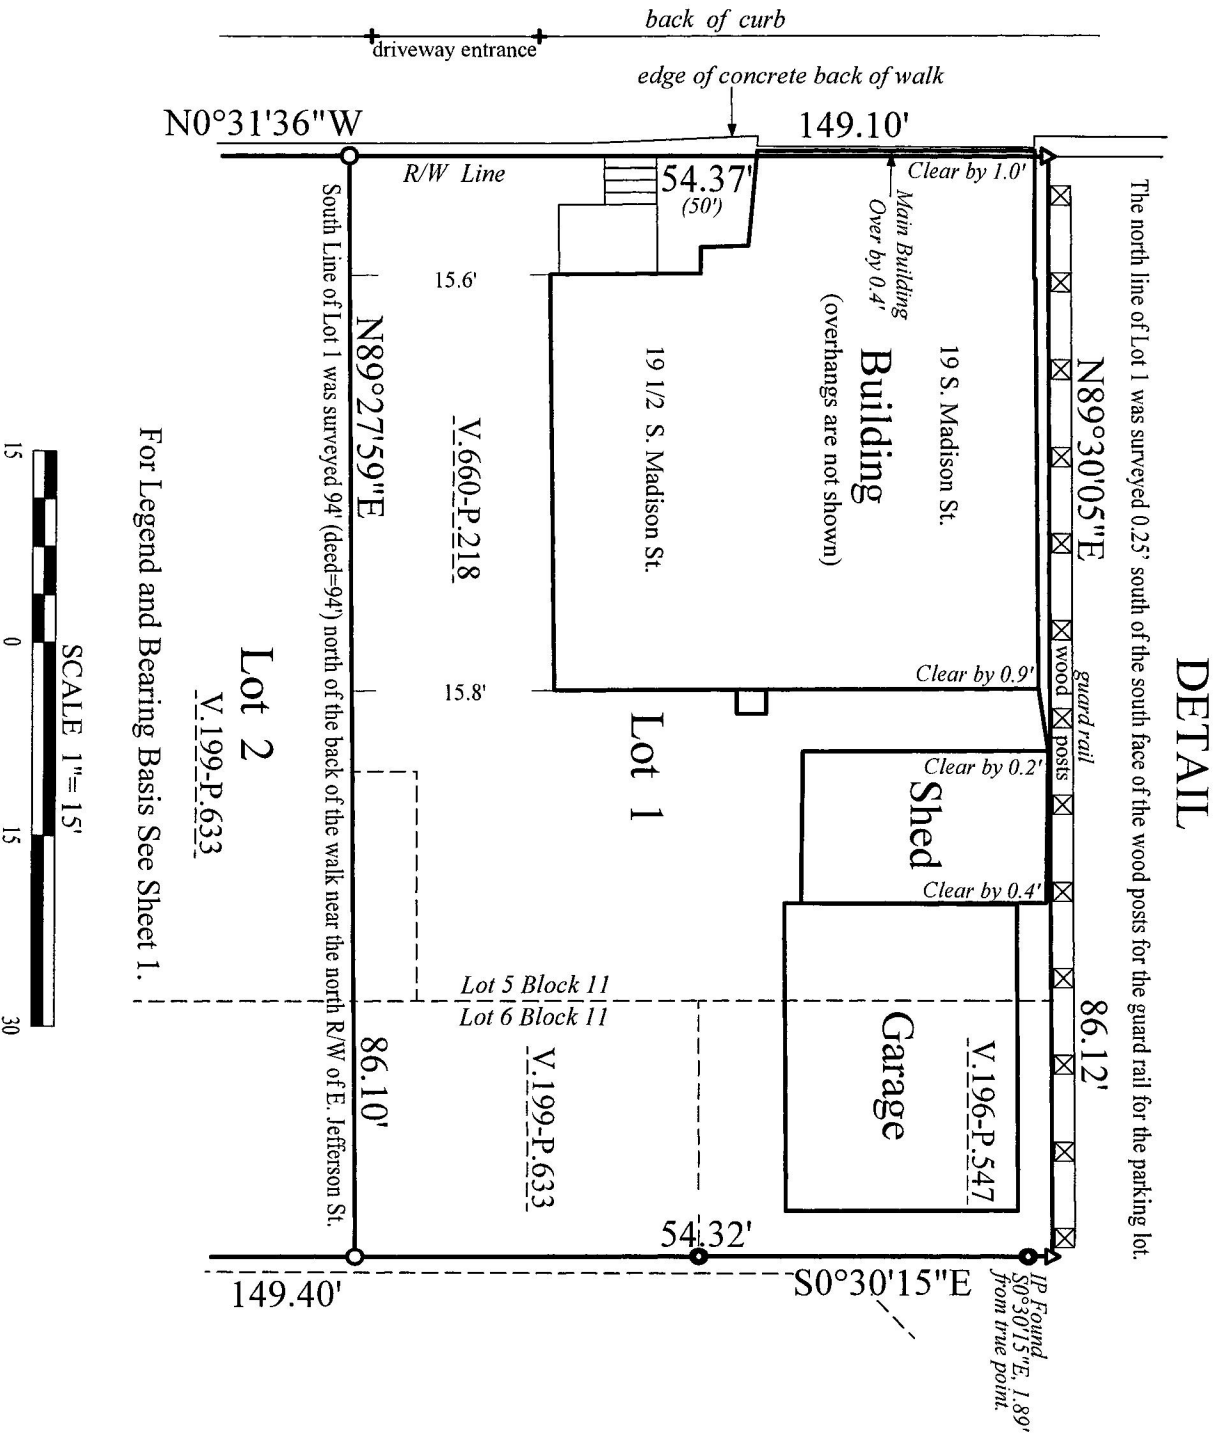 back of curb
driveway entrance
edge of concrete back of walk
N0°31'36"W
149.10'
R/W Line
54.37'
(50')
Clear by 1.0'
Main Building
Over by 0.4'
15.6'
DETAIL
The north line of Lot 1 was surveyed 0.25' south of the south face of the wood posts for the guard rail for the parking lot.
N89°30'05"E
86.12'
guard rail
wood posts
19 S. Madison St.
Building
(overhangs are not shown)
19 1/2 S. Madison St.
Clear by 0.9'
15.8'
Lot 1
Clear by 0.2'
Shed
Clear by 0.4'
V.660-P.218
N89°27'59"E
86.10'
South Line of Lot 1 was surveyed 94' (deed=94') north of the back of the walk near the north R/W of E. Jefferson St.
Lot 5 Block 11
Lot 6 Block 11
Garage
V.196-P.547
V.199-P.633
54.32'
S0°30'15"E
149.40'
IP Found
S0°30'15"E, 1.89'
from true point.
Lot 2
V.199-P.633
For Legend and Bearing Basis See Sheet 1.
SCALE 1"= 15'
15 0 15 30